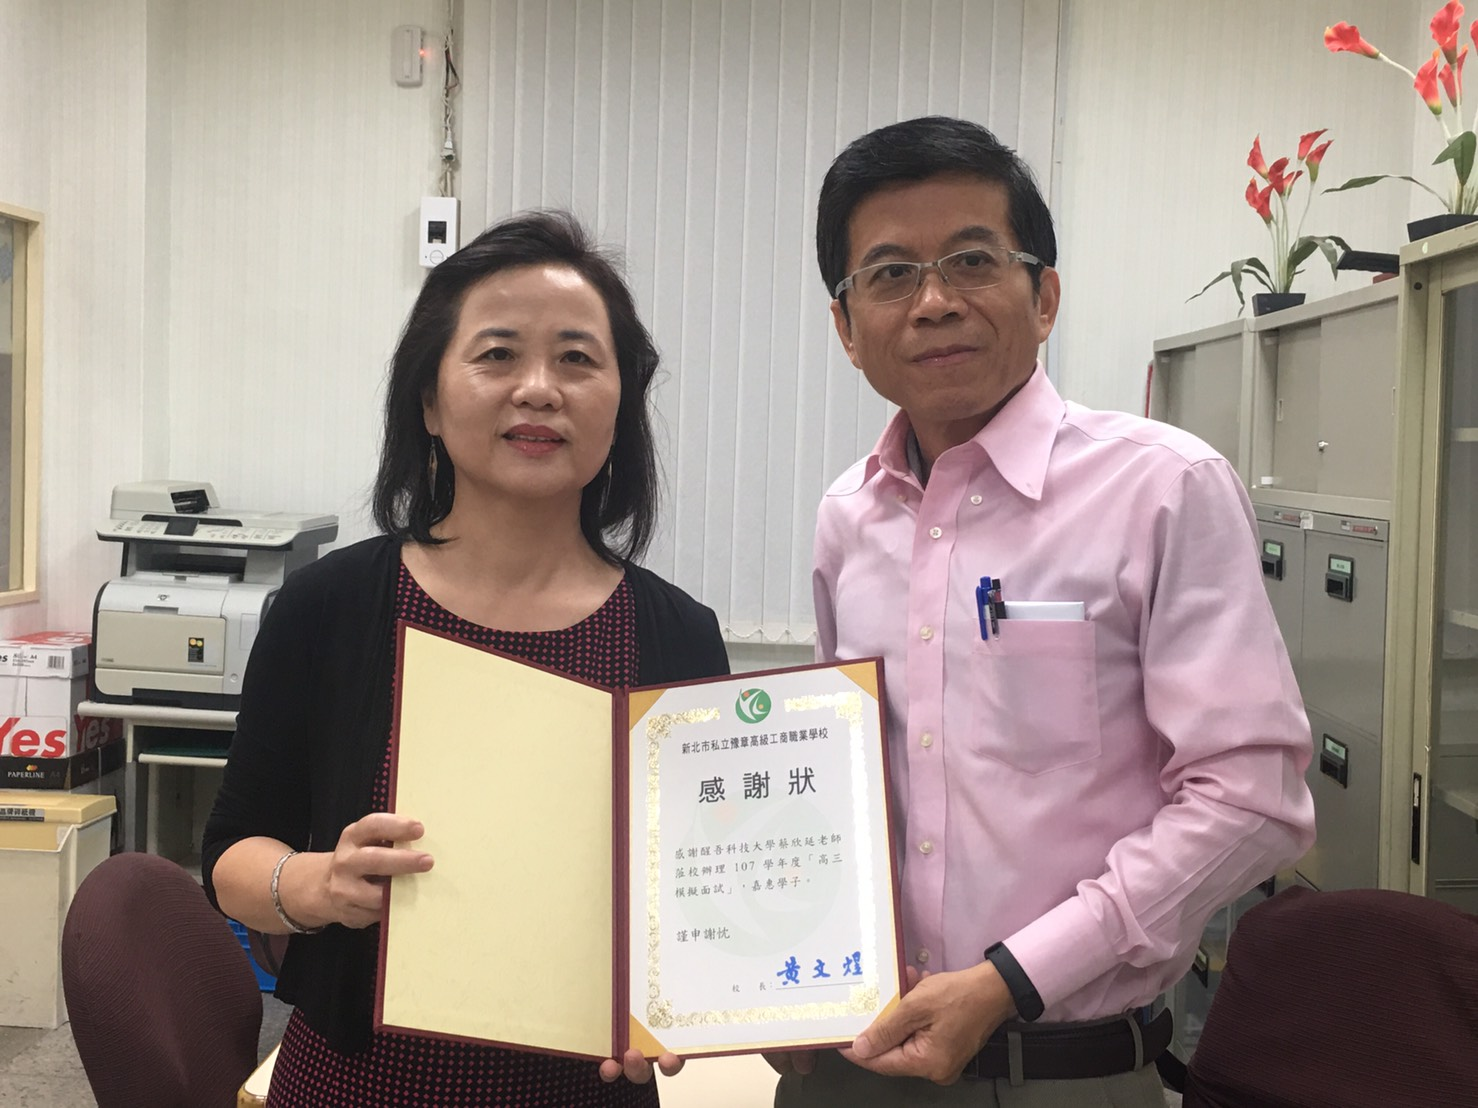 新北市私立豫章高級工商職業學校
感謝狀
感謝醒吾科技大學蔡欣延老師
蒞校辦理 107 學年度「高三
模擬面試」，嘉惠學子。
謹申謝忱
校 長：黃文煌
Yes
PAPERLINE
es